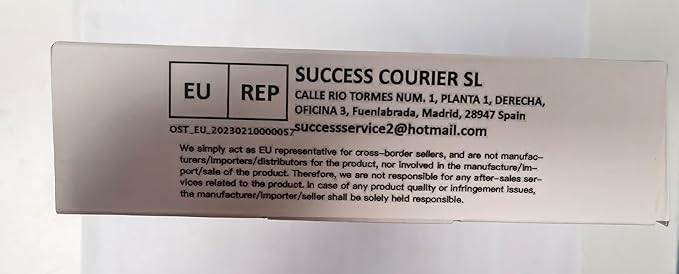 EU REP
SUCCESS COURIER SL
CALLE RIO TORMES NUM. 1, PLANTA 1, DERECHA,
OFICINA 3, Fuenlabrada, Madrid, 28947 Spain
OST_EU_20230210000057
successservice2@hotmail.com
We simply act as EU representative for cross-border sellers, and are not manufac-
turers/importers/distributors for the product, nor involved in the manufacture/im-
port/sale of the product. Therefore, we are not responsible for any after-sales ser-
vices related to the product. In case of any product quality or infringement issues,
the manufacturer/importer/seller shall be solely held responsible.